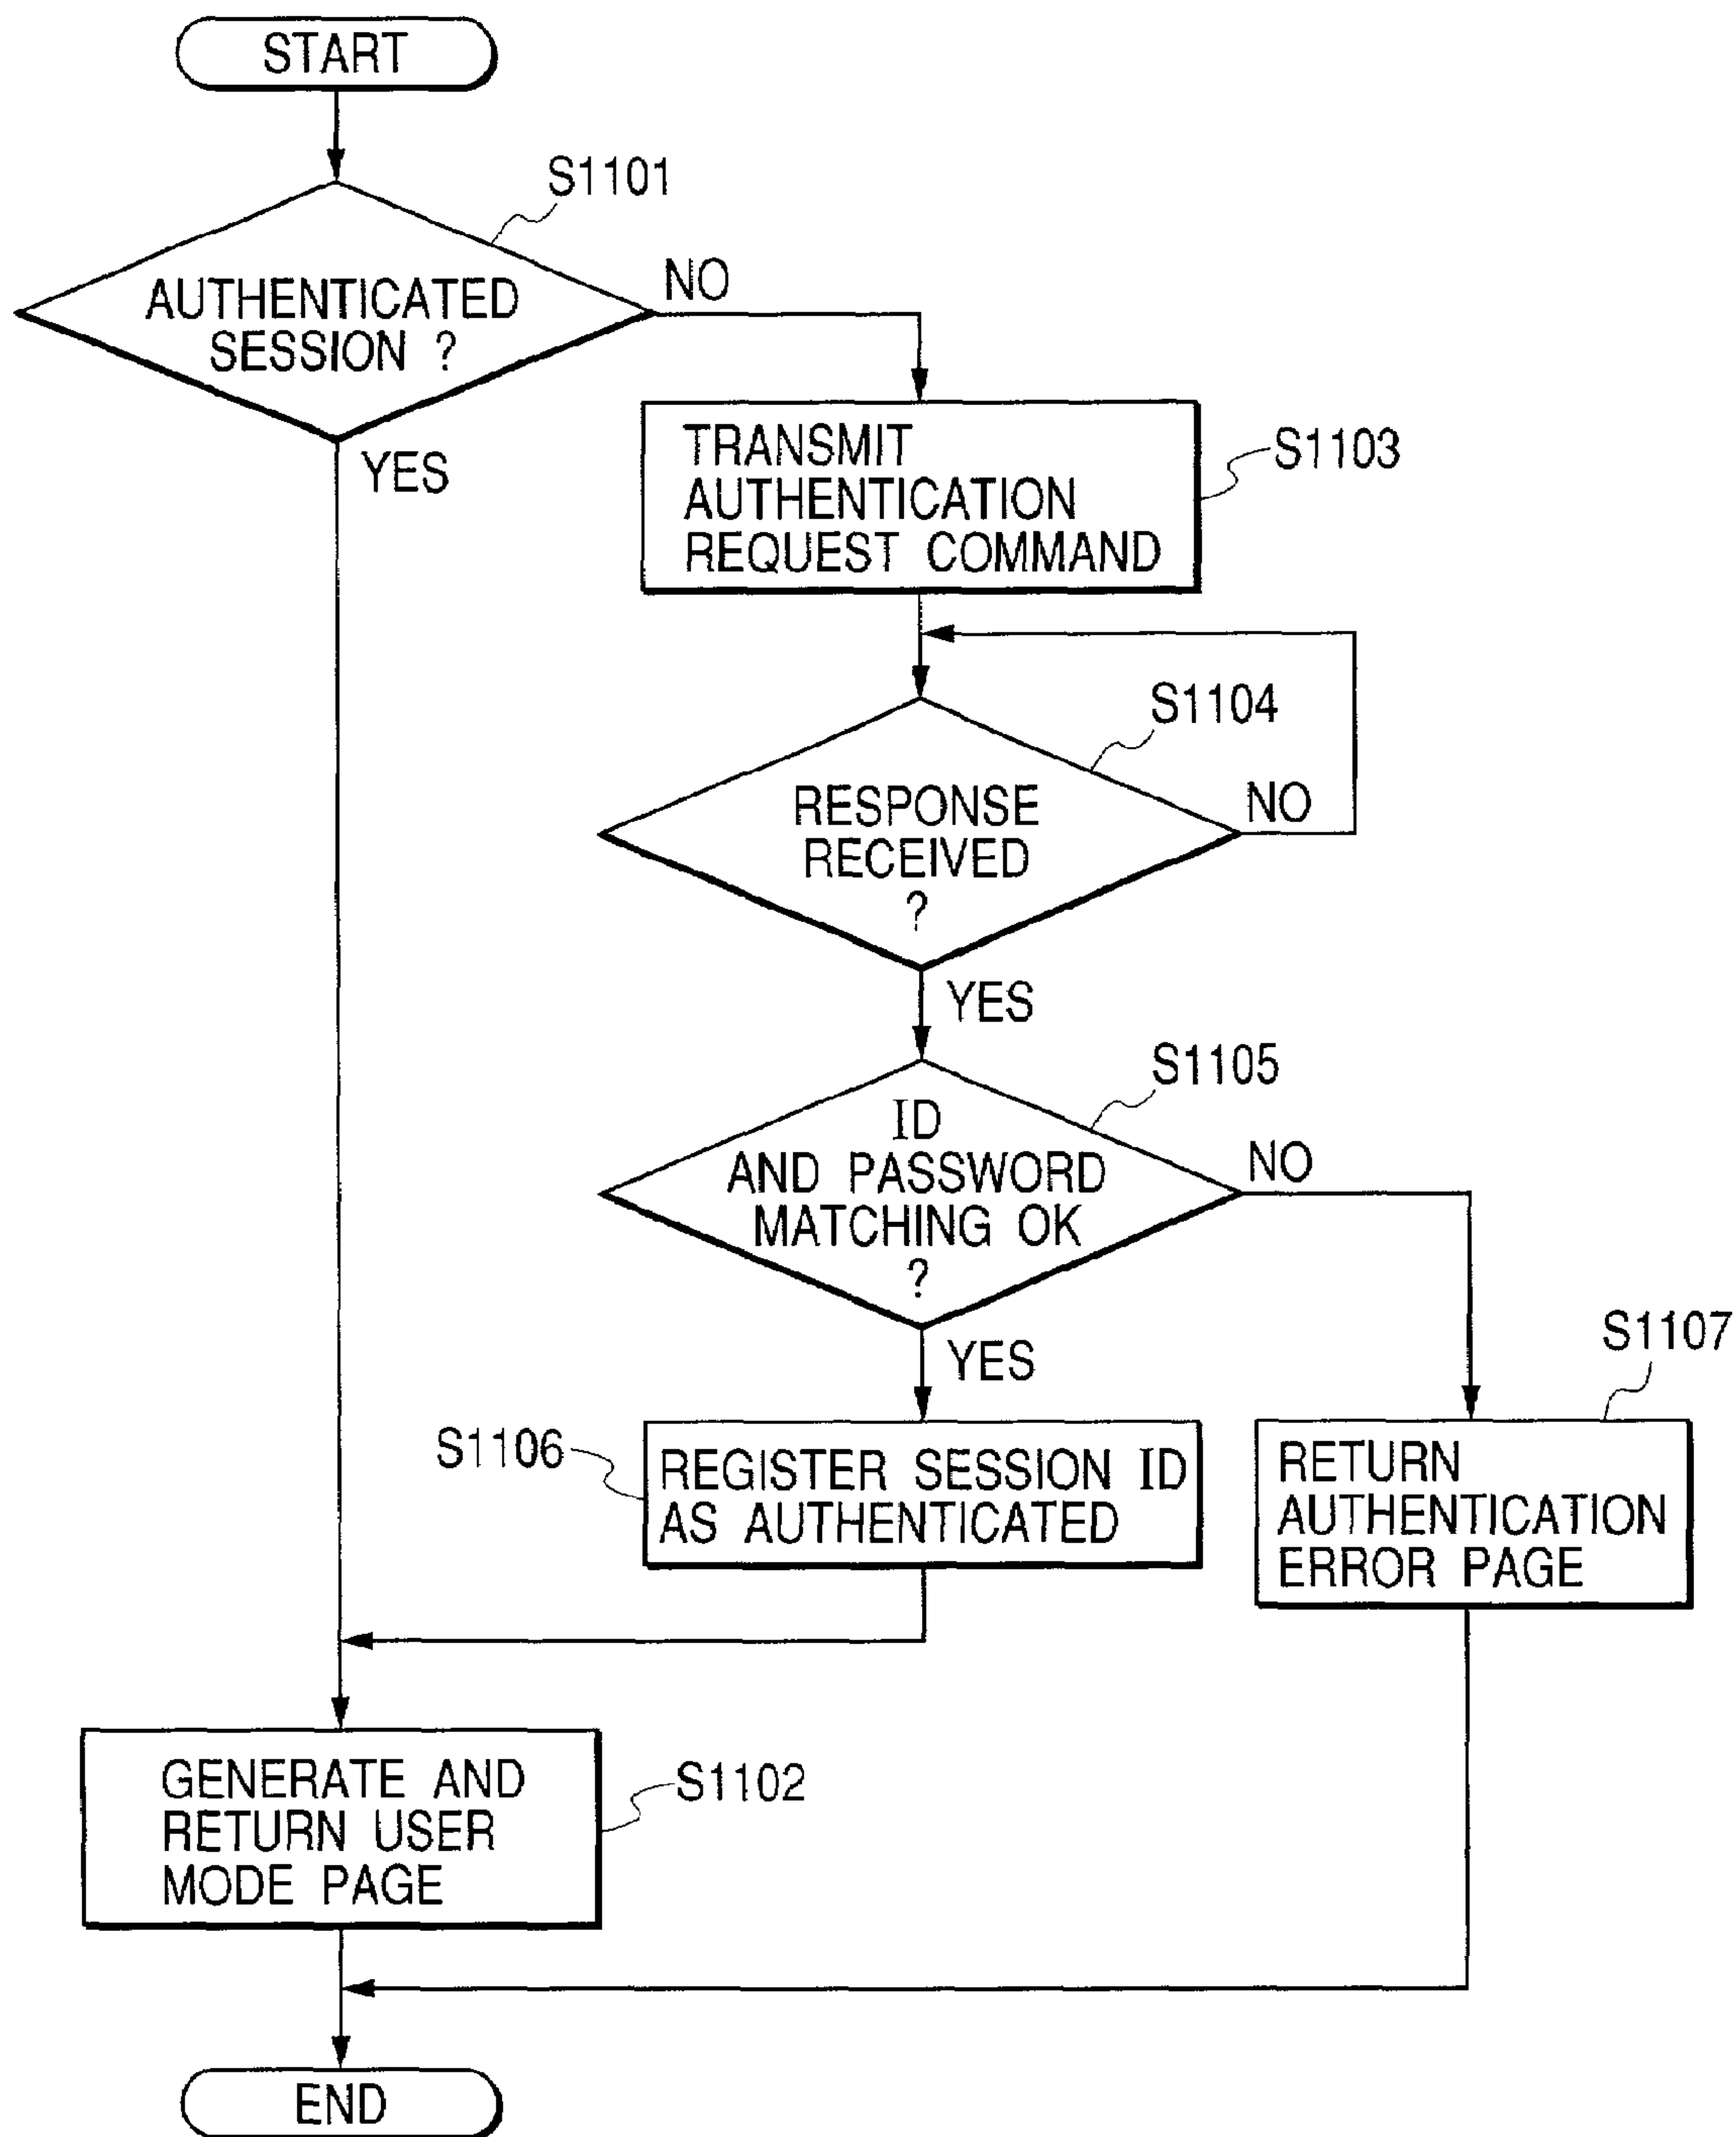 START
S1101
AUTHENTICATED
SESSION ?
NO
YES
TRANSMIT
AUTHENTICATION
REQUEST COMMAND
S1103
S1104
RESPONSE
RECEIVED
?
NO
YES
S1105
ID
AND PASSWORD
MATCHING OK
?
NO
YES
S1107
S1106
REGISTER SESSION ID
AS AUTHENTICATED
RETURN
AUTHENTICATION
ERROR PAGE
GENERATE AND
RETURN USER
MODE PAGE
S1102
END